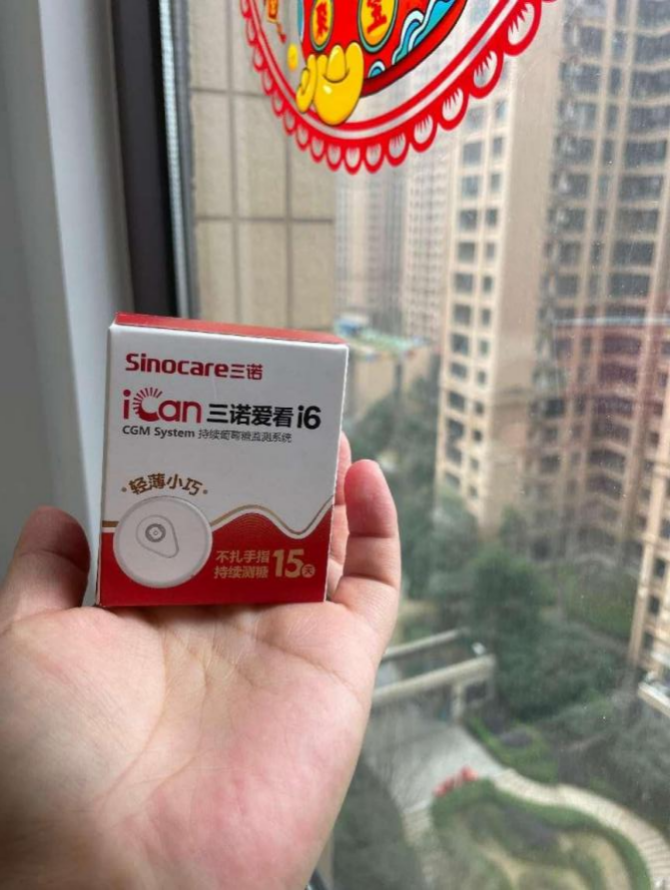 Sinocare三诺
iCan 三诺爱看 i6
CGM System 持续葡萄糖监测系统
·轻薄小巧·
不扎手指
持续测糖 15天